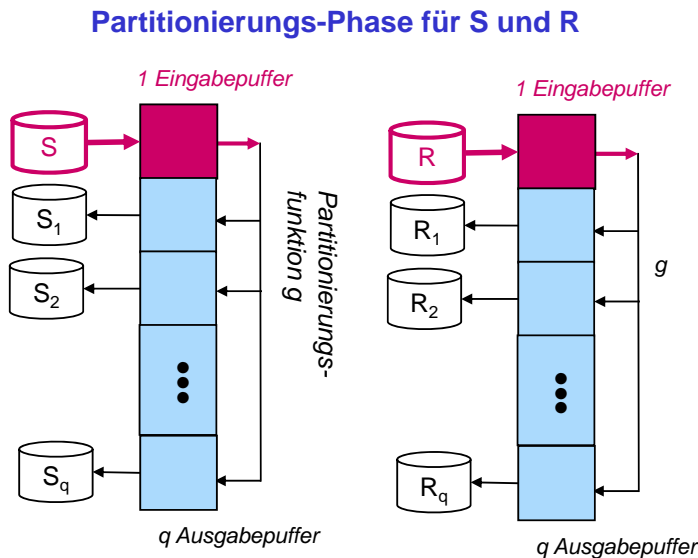 Partitionierungs-Phase für S und R
1 Eingabepuffer
S
S1
S2
Sq
Partitionierungs-
funktion g
q Ausgabepuffer
1 Eingabepuffer
R
R1
R2
Rq
g
q Ausgabepuffer